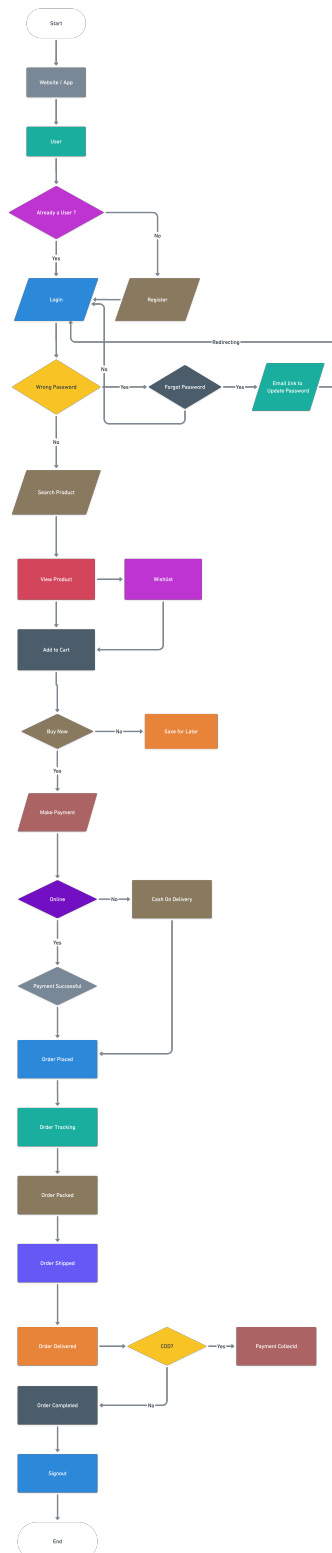 Start
Website / App
User
Already a User ?
No
Yes
Login
Register
Redirecting
No
Wrong Password
Yes
Forgot Password
Yes
Email link to
Update Password
No
Search Product
View Product
Wishlist
Add to Cart
Buy Now
No
Save for Later
Yes
Make Payment
Online
No
Cash On Delivery
Yes
Payment Successful
Order Placed
Order Tracking
Order Packed
Order Shipped
Order Delivered
COD?
Yes
Payment Collectd
Order Completed
No
Signout
End